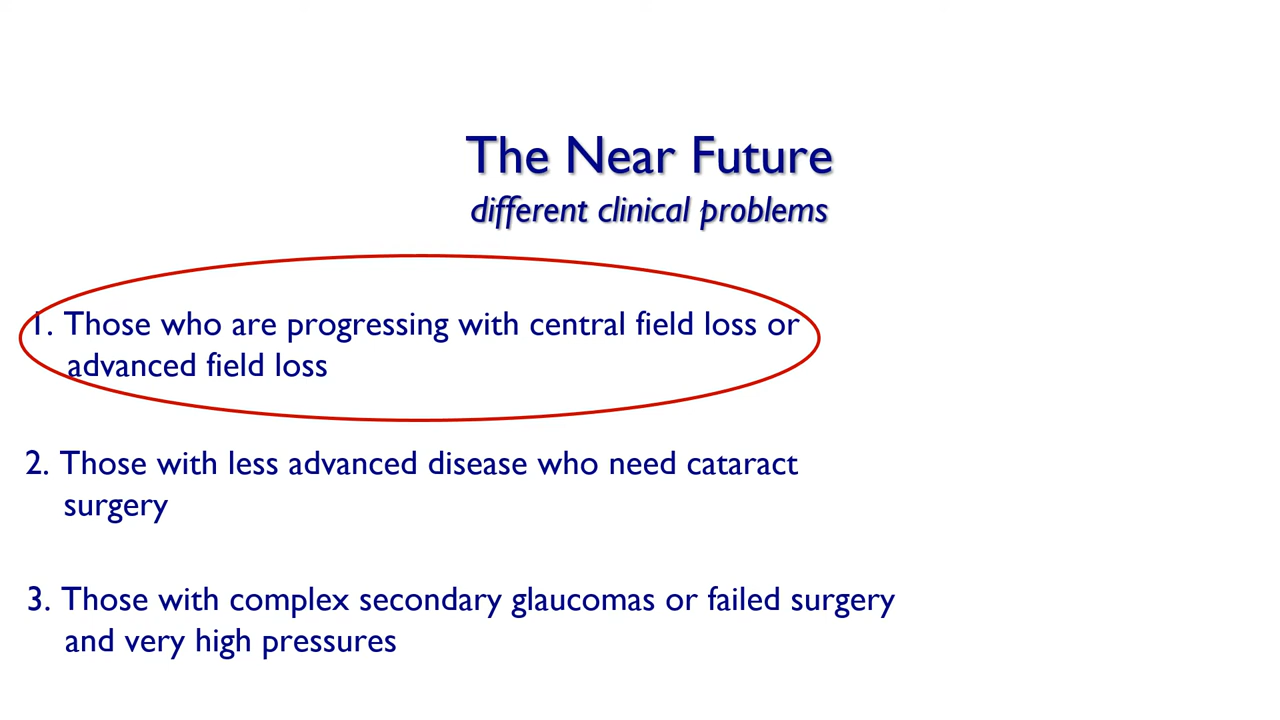 The Near Future
different clinical problems
1. Those who are progressing with central field loss or
advanced field loss
2. Those with less advanced disease who need cataract
surgery
3. Those with complex secondary glaucomas or failed surgery
and very high pressures